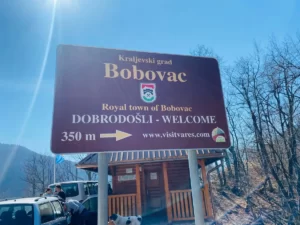 Kraljevski grad
Bobovac
Royal town of Bobovac
DOBRODOŠLI - WELCOME
350 m www.visitvares.com